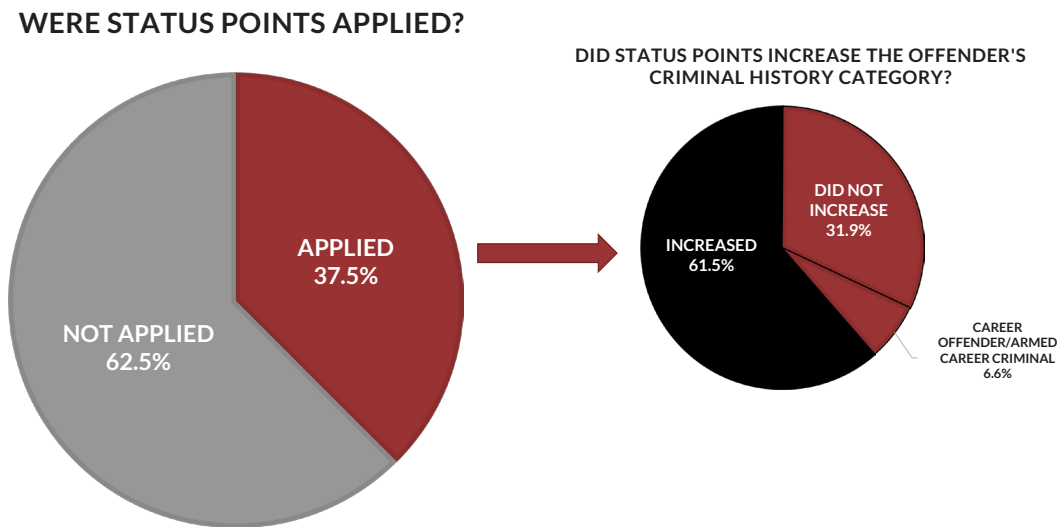 WERE STATUS POINTS APPLIED?
APPLIED
37.5%
NOT APPLIED
62.5%
DID STATUS POINTS INCREASE THE OFFENDER'S
CRIMINAL HISTORY CATEGORY?
DID NOT
INCREASE
31.9%
INCREASED
61.5%
CAREER
OFFENDER/ARMED
CAREER CRIMINAL
6.6%